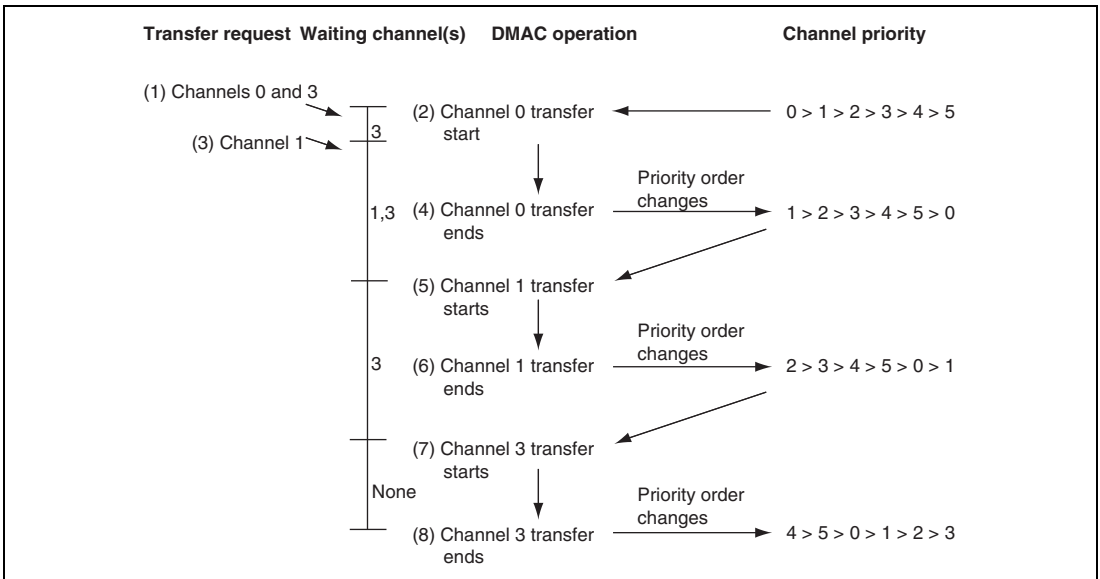 Transfer request Waiting channel(s) DMAC operation Channel priority
(1) Channels 0 and 3
3
(2) Channel 0 transfer
start
0 > 1 > 2 > 3 > 4 > 5
(3) Channel 1
1,3
(4) Channel 0 transfer
ends
Priority order
changes
1 > 2 > 3 > 4 > 5 > 0
(5) Channel 1 transfer
starts
3
(6) Channel 1 transfer
ends
Priority order
changes
2 > 3 > 4 > 5 > 0 > 1
(7) Channel 3 transfer
starts
None
(8) Channel 3 transfer
ends
Priority order
changes
4 > 5 > 0 > 1 > 2 > 3